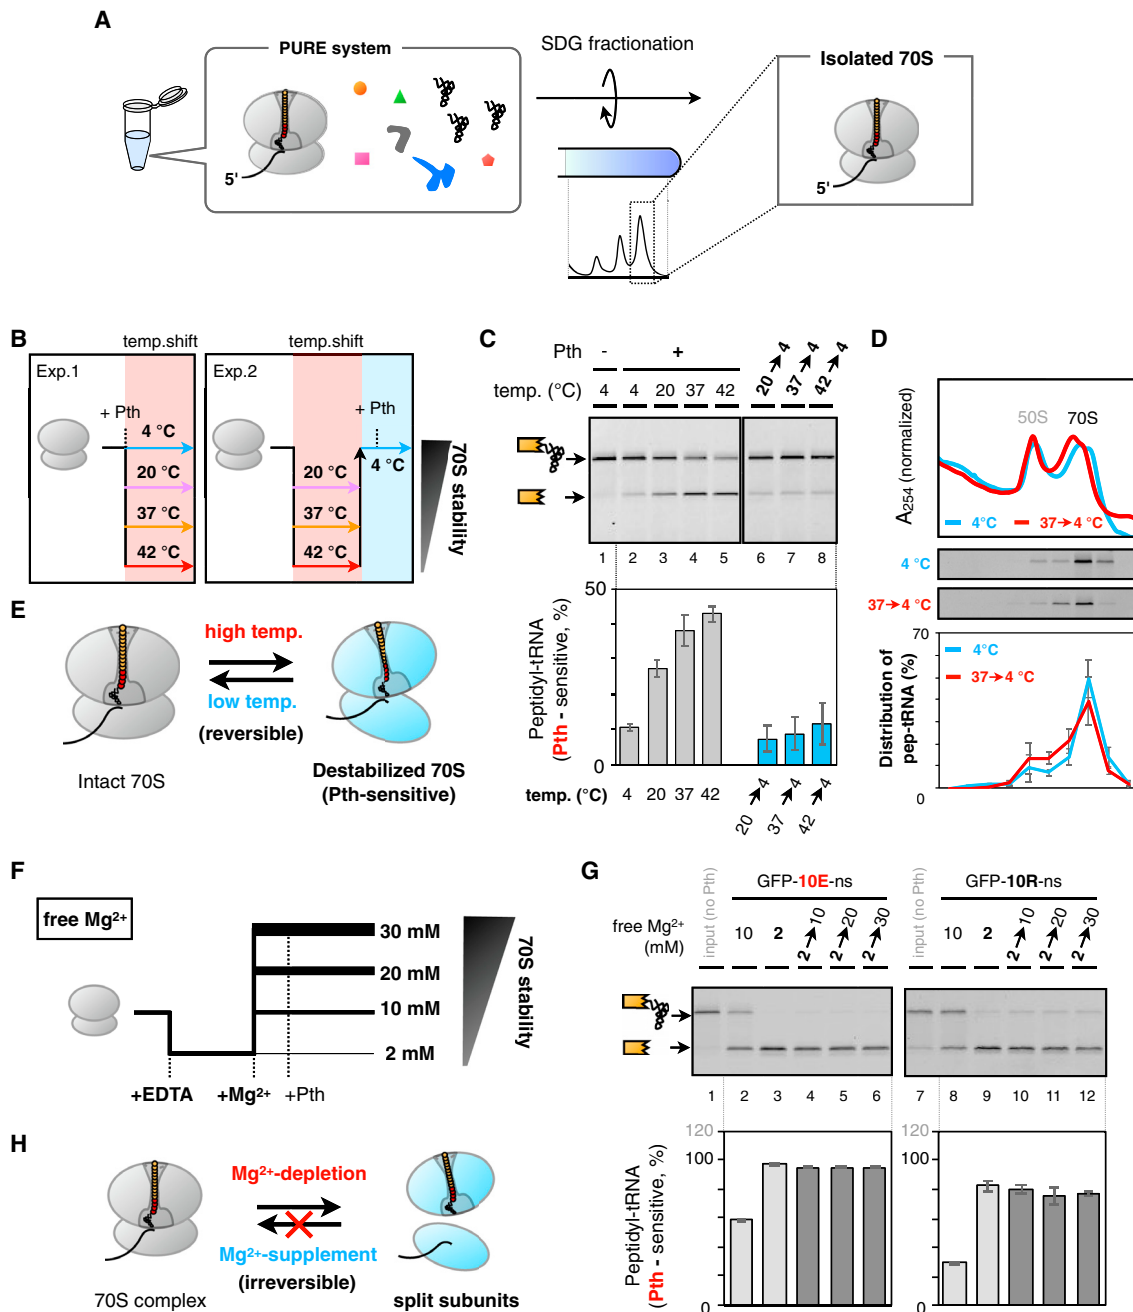 A
PURE system
5'
SDG fractionation
Isolated 70S
5'
B
temp.shift
temp.shift
Exp.1
+ Pth
4 °C
20 °C
37 °C
42 °C
Exp.2
+ Pth
4 °C
20 °C
37 °C
42 °C
70S stability
C
Pth - +
temp. (°C) 4 4 20 37 42 20→4 37→4 42→4
1 2 3 4 5 6 7 8
50
0
Peptidyl-tRNA
(Pth - sensitive, %)
temp. (°C) 4 20 37 42 20→4 37→4 42→4
D
50S 70S
A254 (normalized)
4°C 37→4 °C
4 °C
37→4 °C
70
4°C
37→4 °C
Distribution of
pep-tRNA (%)
0
E
high temp.
low temp.
(reversible)
Intact 70S
Destabilized 70S
(Pth-sensitive)
F
free Mg2+
30 mM
20 mM
10 mM
2 mM
+EDTA +Mg2+ +Pth
70S stability
G
GFP-10E-ns GFP-10R-ns
free Mg2+
(mM)
input (no Pth) 10 2 2→10 2→20 2→30 input (no Pth) 10 2 2→10 2→20 2→30
1 2 3 4 5 6 7 8 9 10 11 12
120
100
0
120
100
0
Peptidyl-tRNA
(Pth - sensitive, %)
H
Mg2+-depletion
Mg2+-supplement
(irreversible)
70S complex
split subunits